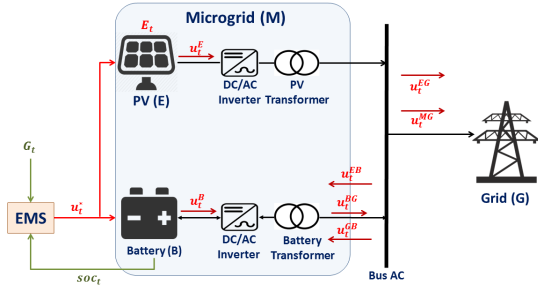 Microgrid (M)
E_t
u_t^E
DC/AC
Inverter
PV
Transformer
PV (E)
u_t^{EG}
u_t^{MG}
G_t
Grid (G)
u_t^{EB}
EMS
u_t^*
u_t^B
u_t^{BG}
u_t^{GB}
Battery (B)
DC/AC
Inverter
Battery
Transformer
Bus AC
soc_t